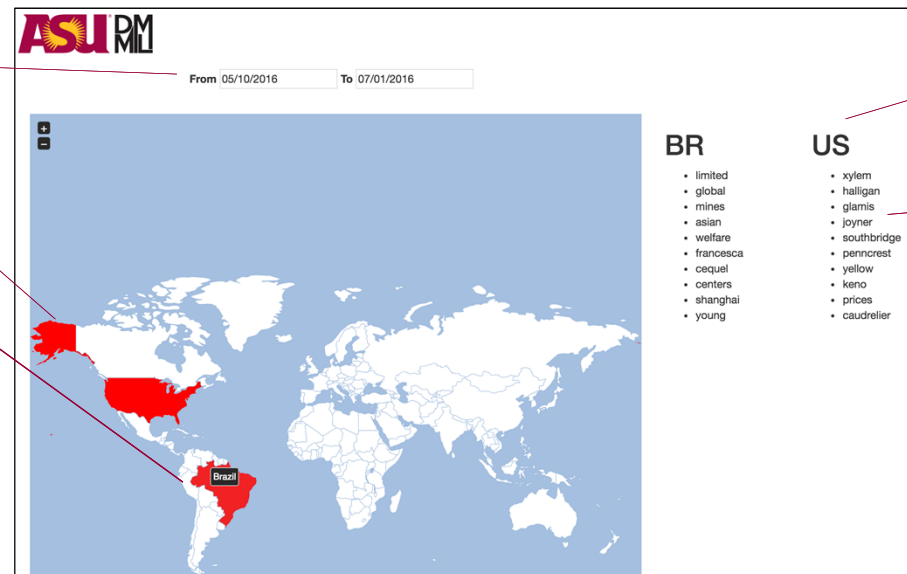 ASU DM
MLI
From 05/10/2016 To 07/01/2016
+
−
BR
• limited
• global
• mines
• asian
• welfare
• francesca
• cequel
• centers
• shanghai
• young
US
• xylem
• halligan
• glamis
• joyner
• southbridge
• penncrest
• yellow
• keno
• prices
• caudrelier
Brazil